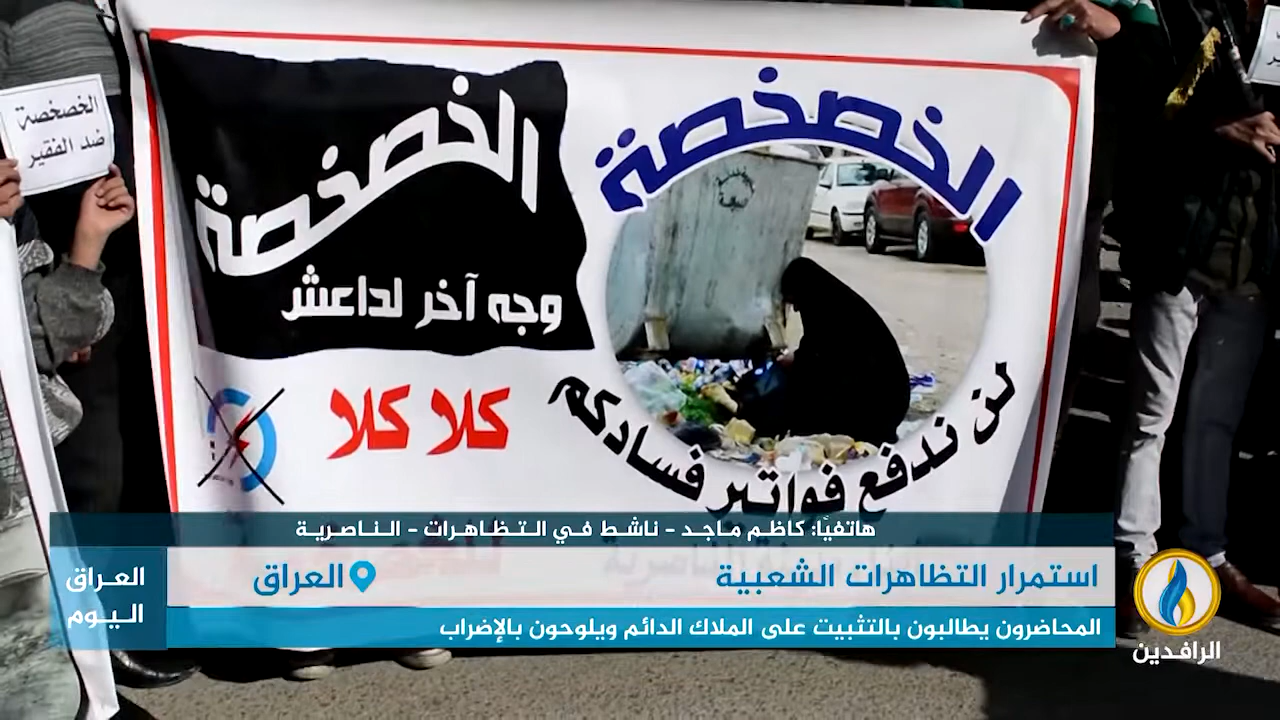 الخصخصة
ضد الفقير
الخصخصة
لن ندفع فواتير فسادكم
الخصخصة
وجه آخر لداعش
كلا كلا
هاتفيًا: كاظم ماجد - ناشط في التظاهرات - الناصرية
استمرار التظاهرات الشعبية
العراق
العراق
اليوم
المحاضرون يطالبون بالتثبيت على الملاك الدائم ويلوحون بالإضراب
الرافدين